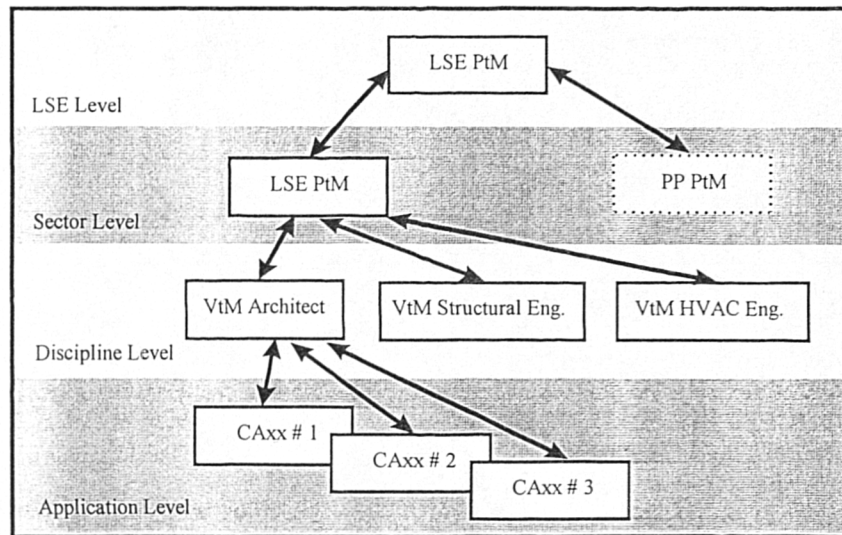 LSE PtM
LSE Level
LSE PtM
PP PtM
Sector Level
VtM Architect
VtM Structural Eng.
VtM HVAC Eng.
Discipline Level
CAxx # 1
CAxx # 2
CAxx # 3
Application Level